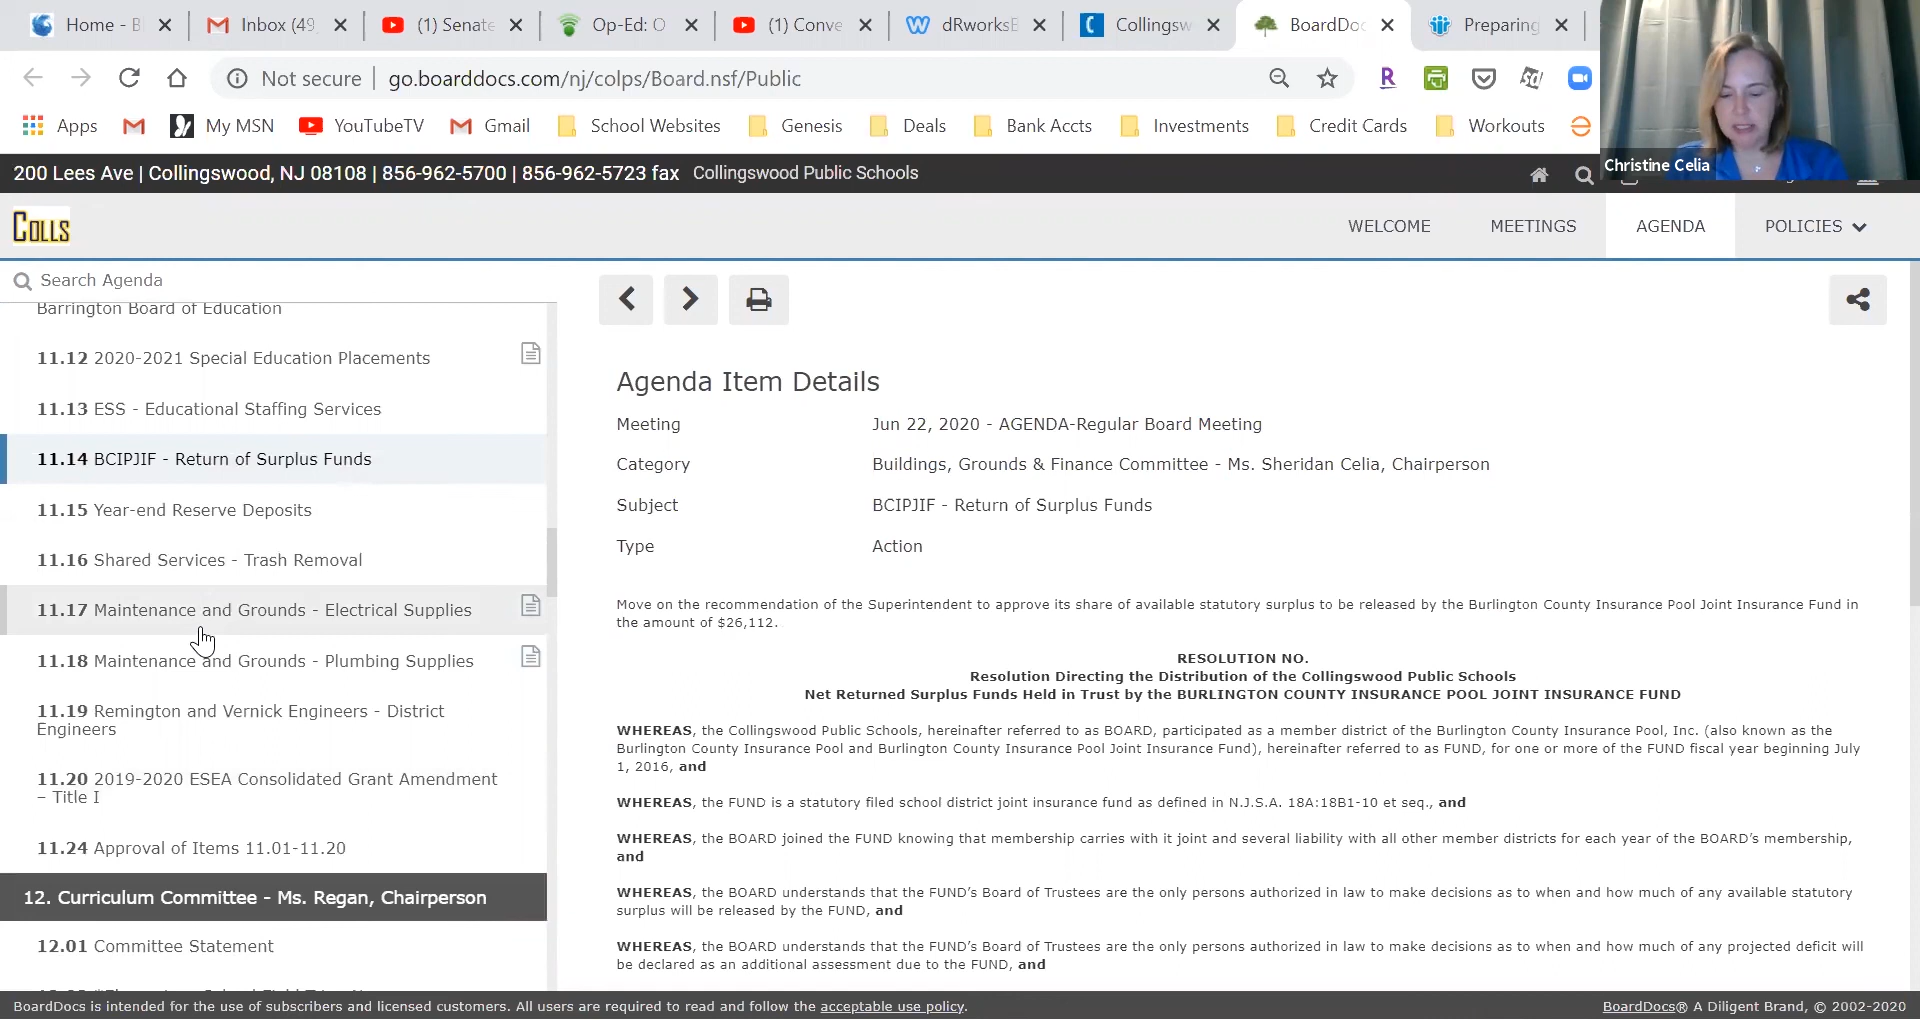 Home - B
Inbox (49
(1) Senate
Op-Ed: O
(1) Conve
dRworksB
Collingsw
BoardDoc
Preparing
Not secure | go.boarddocs.com/nj/colps/Board.nsf/Public
Apps
My MSN
YouTubeTV
Gmail
School Websites
Genesis
Deals
Bank Accts
Investments
Credit Cards
Workouts
Christine Celia
200 Lees Ave | Collingswood, NJ 08108 | 856-962-5700 | 856-962-5723 fax Collingswood Public Schools
COLLS
WELCOME
MEETINGS
AGENDA
POLICIES
Search Agenda
Barrington Board of Education
11.12 2020-2021 Special Education Placements
11.13 ESS - Educational Staffing Services
11.14 BCIPJIF - Return of Surplus Funds
11.15 Year-end Reserve Deposits
11.16 Shared Services - Trash Removal
11.17 Maintenance and Grounds - Electrical Supplies
11.18 Maintenance and Grounds - Plumbing Supplies
11.19 Remington and Vernick Engineers - District
Engineers
11.20 2019-2020 ESEA Consolidated Grant Amendment
– Title I
11.24 Approval of Items 11.01-11.20
12. Curriculum Committee - Ms. Regan, Chairperson
12.01 Committee Statement
Agenda Item Details
Meeting Jun 22, 2020 - AGENDA-Regular Board Meeting
Category Buildings, Grounds & Finance Committee - Ms. Sheridan Celia, Chairperson
Subject BCIPJIF - Return of Surplus Funds
Type Action
Move on the recommendation of the Superintendent to approve its share of available statutory surplus to be released by the Burlington County Insurance Pool Joint Insurance Fund in
the amount of $26,112.
RESOLUTION NO.
Resolution Directing the Distribution of the Collingswood Public Schools
Net Returned Surplus Funds Held in Trust by the BURLINGTON COUNTY INSURANCE POOL JOINT INSURANCE FUND
WHEREAS, the Collingswood Public Schools, hereinafter referred to as BOARD, participated as a member district of the Burlington County Insurance Pool, Inc. (also known as the
Burlington County Insurance Pool and Burlington County Insurance Pool Joint Insurance Fund), hereinafter referred to as FUND, for one or more of the FUND fiscal year beginning July
1, 2016, and
WHEREAS, the FUND is a statutory filed school district joint insurance fund as defined in N.J.S.A. 18A:18B1-10 et seq., and
WHEREAS, the BOARD joined the FUND knowing that membership carries with it joint and several liability with all other member districts for each year of the BOARD's membership,
and
WHEREAS, the BOARD understands that the FUND's Board of Trustees are the only persons authorized in law to make decisions as to when and how much of any available statutory
surplus will be released by the FUND, and
WHEREAS, the BOARD understands that the FUND's Board of Trustees are the only persons authorized in law to make decisions as to when and how much of any projected deficit will
be declared as an additional assessment due to the FUND, and
BoardDocs is intended for the use of subscribers and licensed customers. All users are required to read and follow the acceptable use policy.
BoardDocs® A Diligent Brand, © 2002-2020